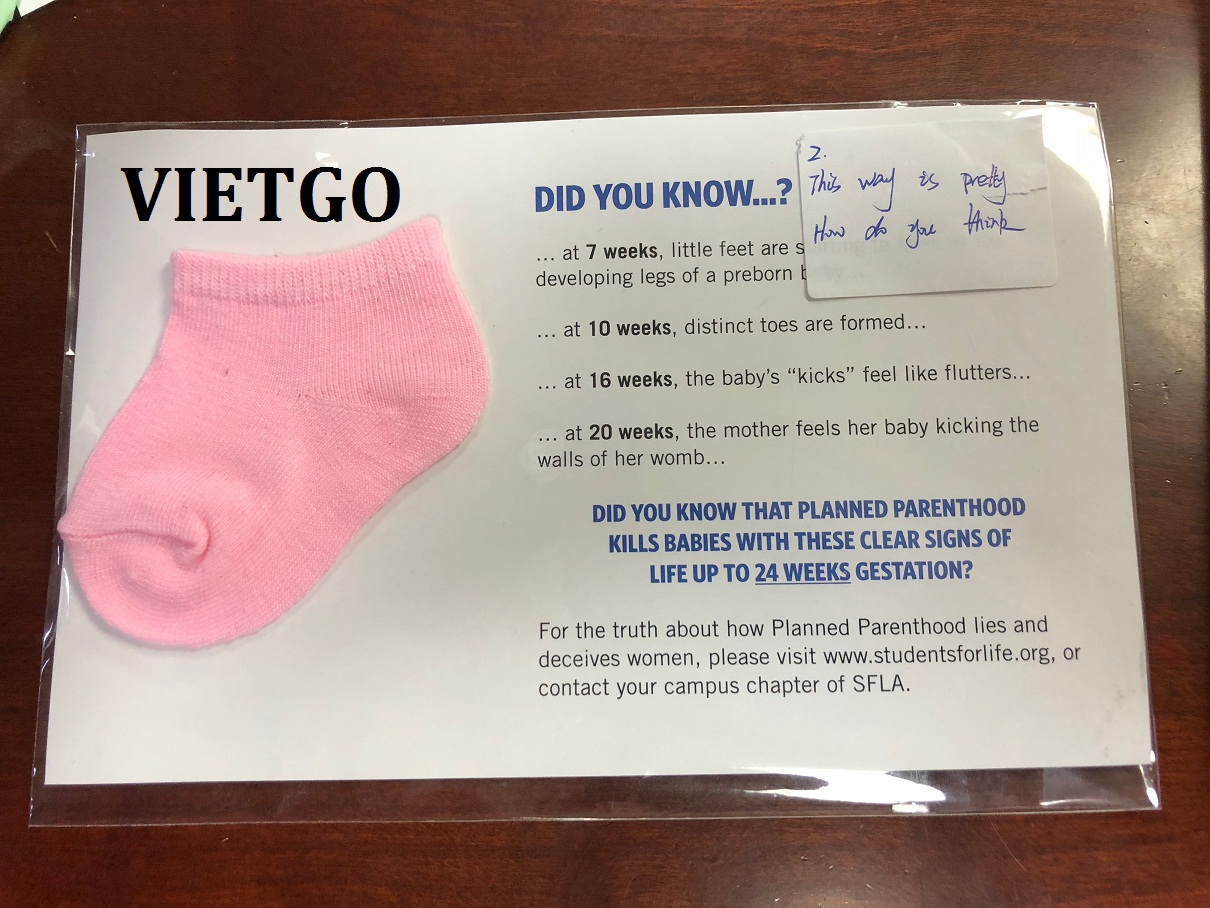 VIETGO
DID YOU KNOW...?
2.
This way is pretty
How do you think
... at 7 weeks, little feet are
developing legs of a preborn
... at 10 weeks, distinct toes are formed...
... at 16 weeks, the baby's “kicks” feel like flutters...
... at 20 weeks, the mother feels her baby kicking the
walls of her womb...
DID YOU KNOW THAT PLANNED PARENTHOOD
KILLS BABIES WITH THESE CLEAR SIGNS OF
LIFE UP TO 24 WEEKS GESTATION?
For the truth about how Planned Parenthood lies and
deceives women, please visit www.studentsforlife.org, or
contact your campus chapter of SFLA.